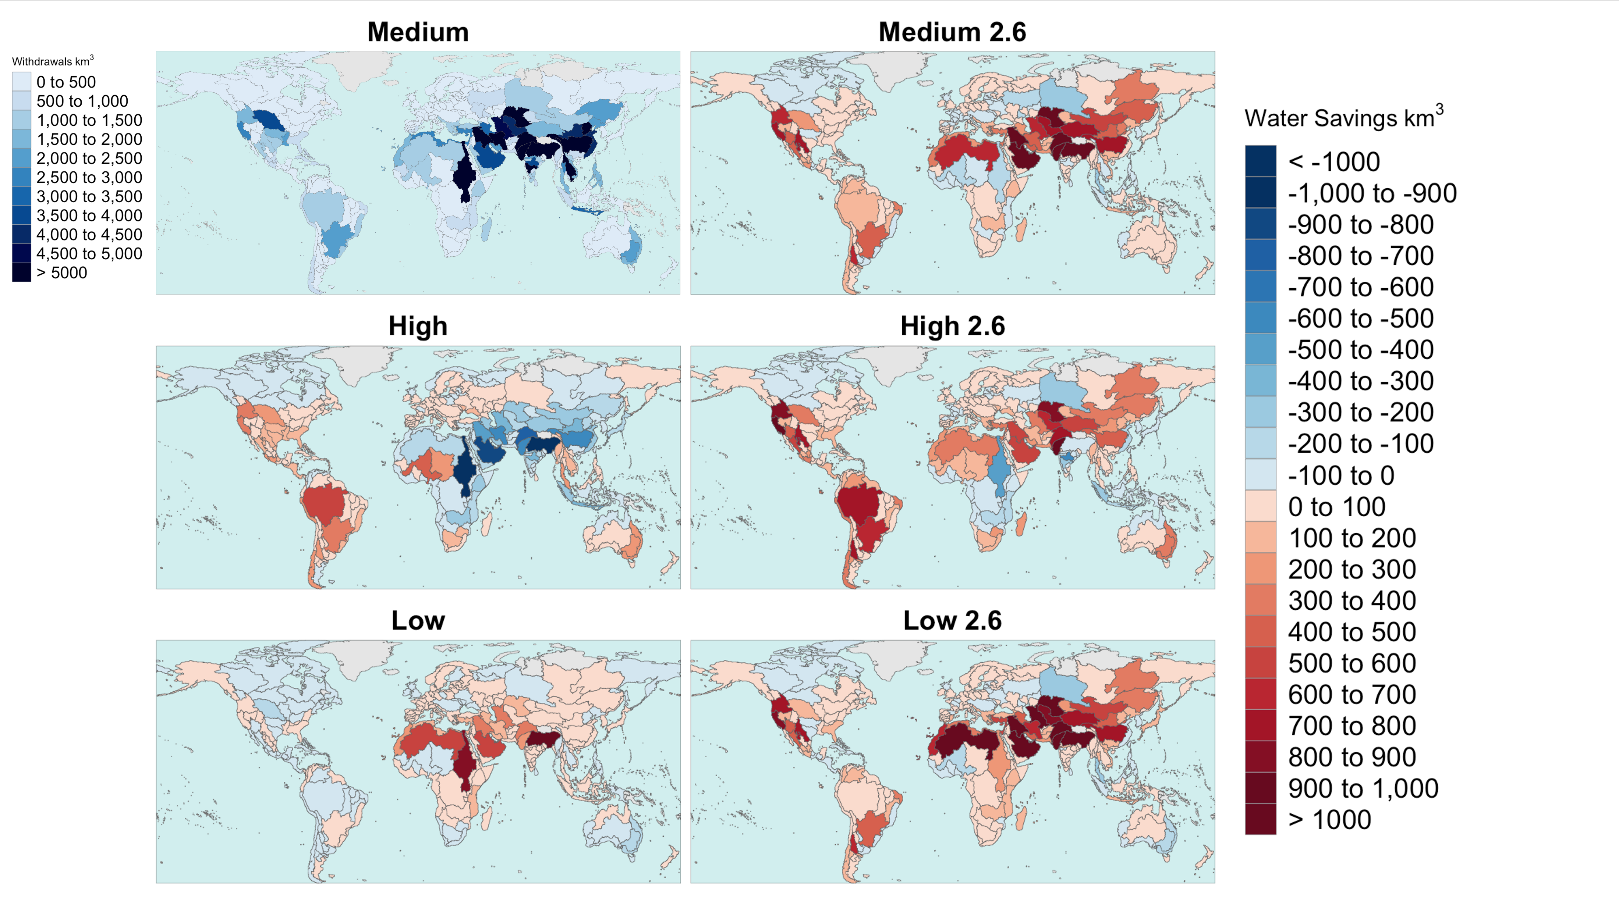 Medium
Medium 2.6
Withdrawals km³
0 to 500
500 to 1,000
1,000 to 1,500
1,500 to 2,000
2,000 to 2,500
2,500 to 3,000
3,000 to 3,500
3,500 to 4,000
4,000 to 4,500
4,500 to 5,000
> 5000
High
High 2.6
Low
Low 2.6
Water Savings km³
< -1000
-1,000 to -900
-900 to -800
-800 to -700
-700 to -600
-600 to -500
-500 to -400
-400 to -300
-300 to -200
-200 to -100
-100 to 0
0 to 100
100 to 200
200 to 300
300 to 400
400 to 500
500 to 600
600 to 700
700 to 800
800 to 900
900 to 1,000
> 1000